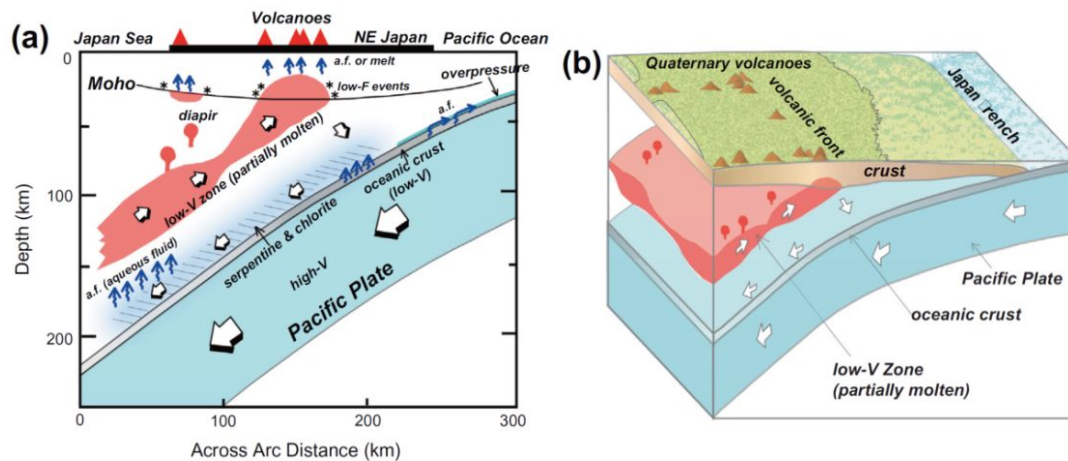 (a)
Volcanoes
Japan Sea
NE Japan
Pacific Ocean
0
a.f. or melt
overpressure
Moho
low-F events
a.f.
diapir
low-V zone (partially molten)
oceanic crust
(low-V)
100
Depth (km)
serpentine & chlorite
a.f. (aqueous fluid)
high-V
Pacific Plate
200
0
100
200
300
Across Arc Distance (km)
(b)
Quaternary volcanoes
volcanic front
Japan rench
crust
Pacific Plate
oceanic crust
low-V Zone
(partially molten)